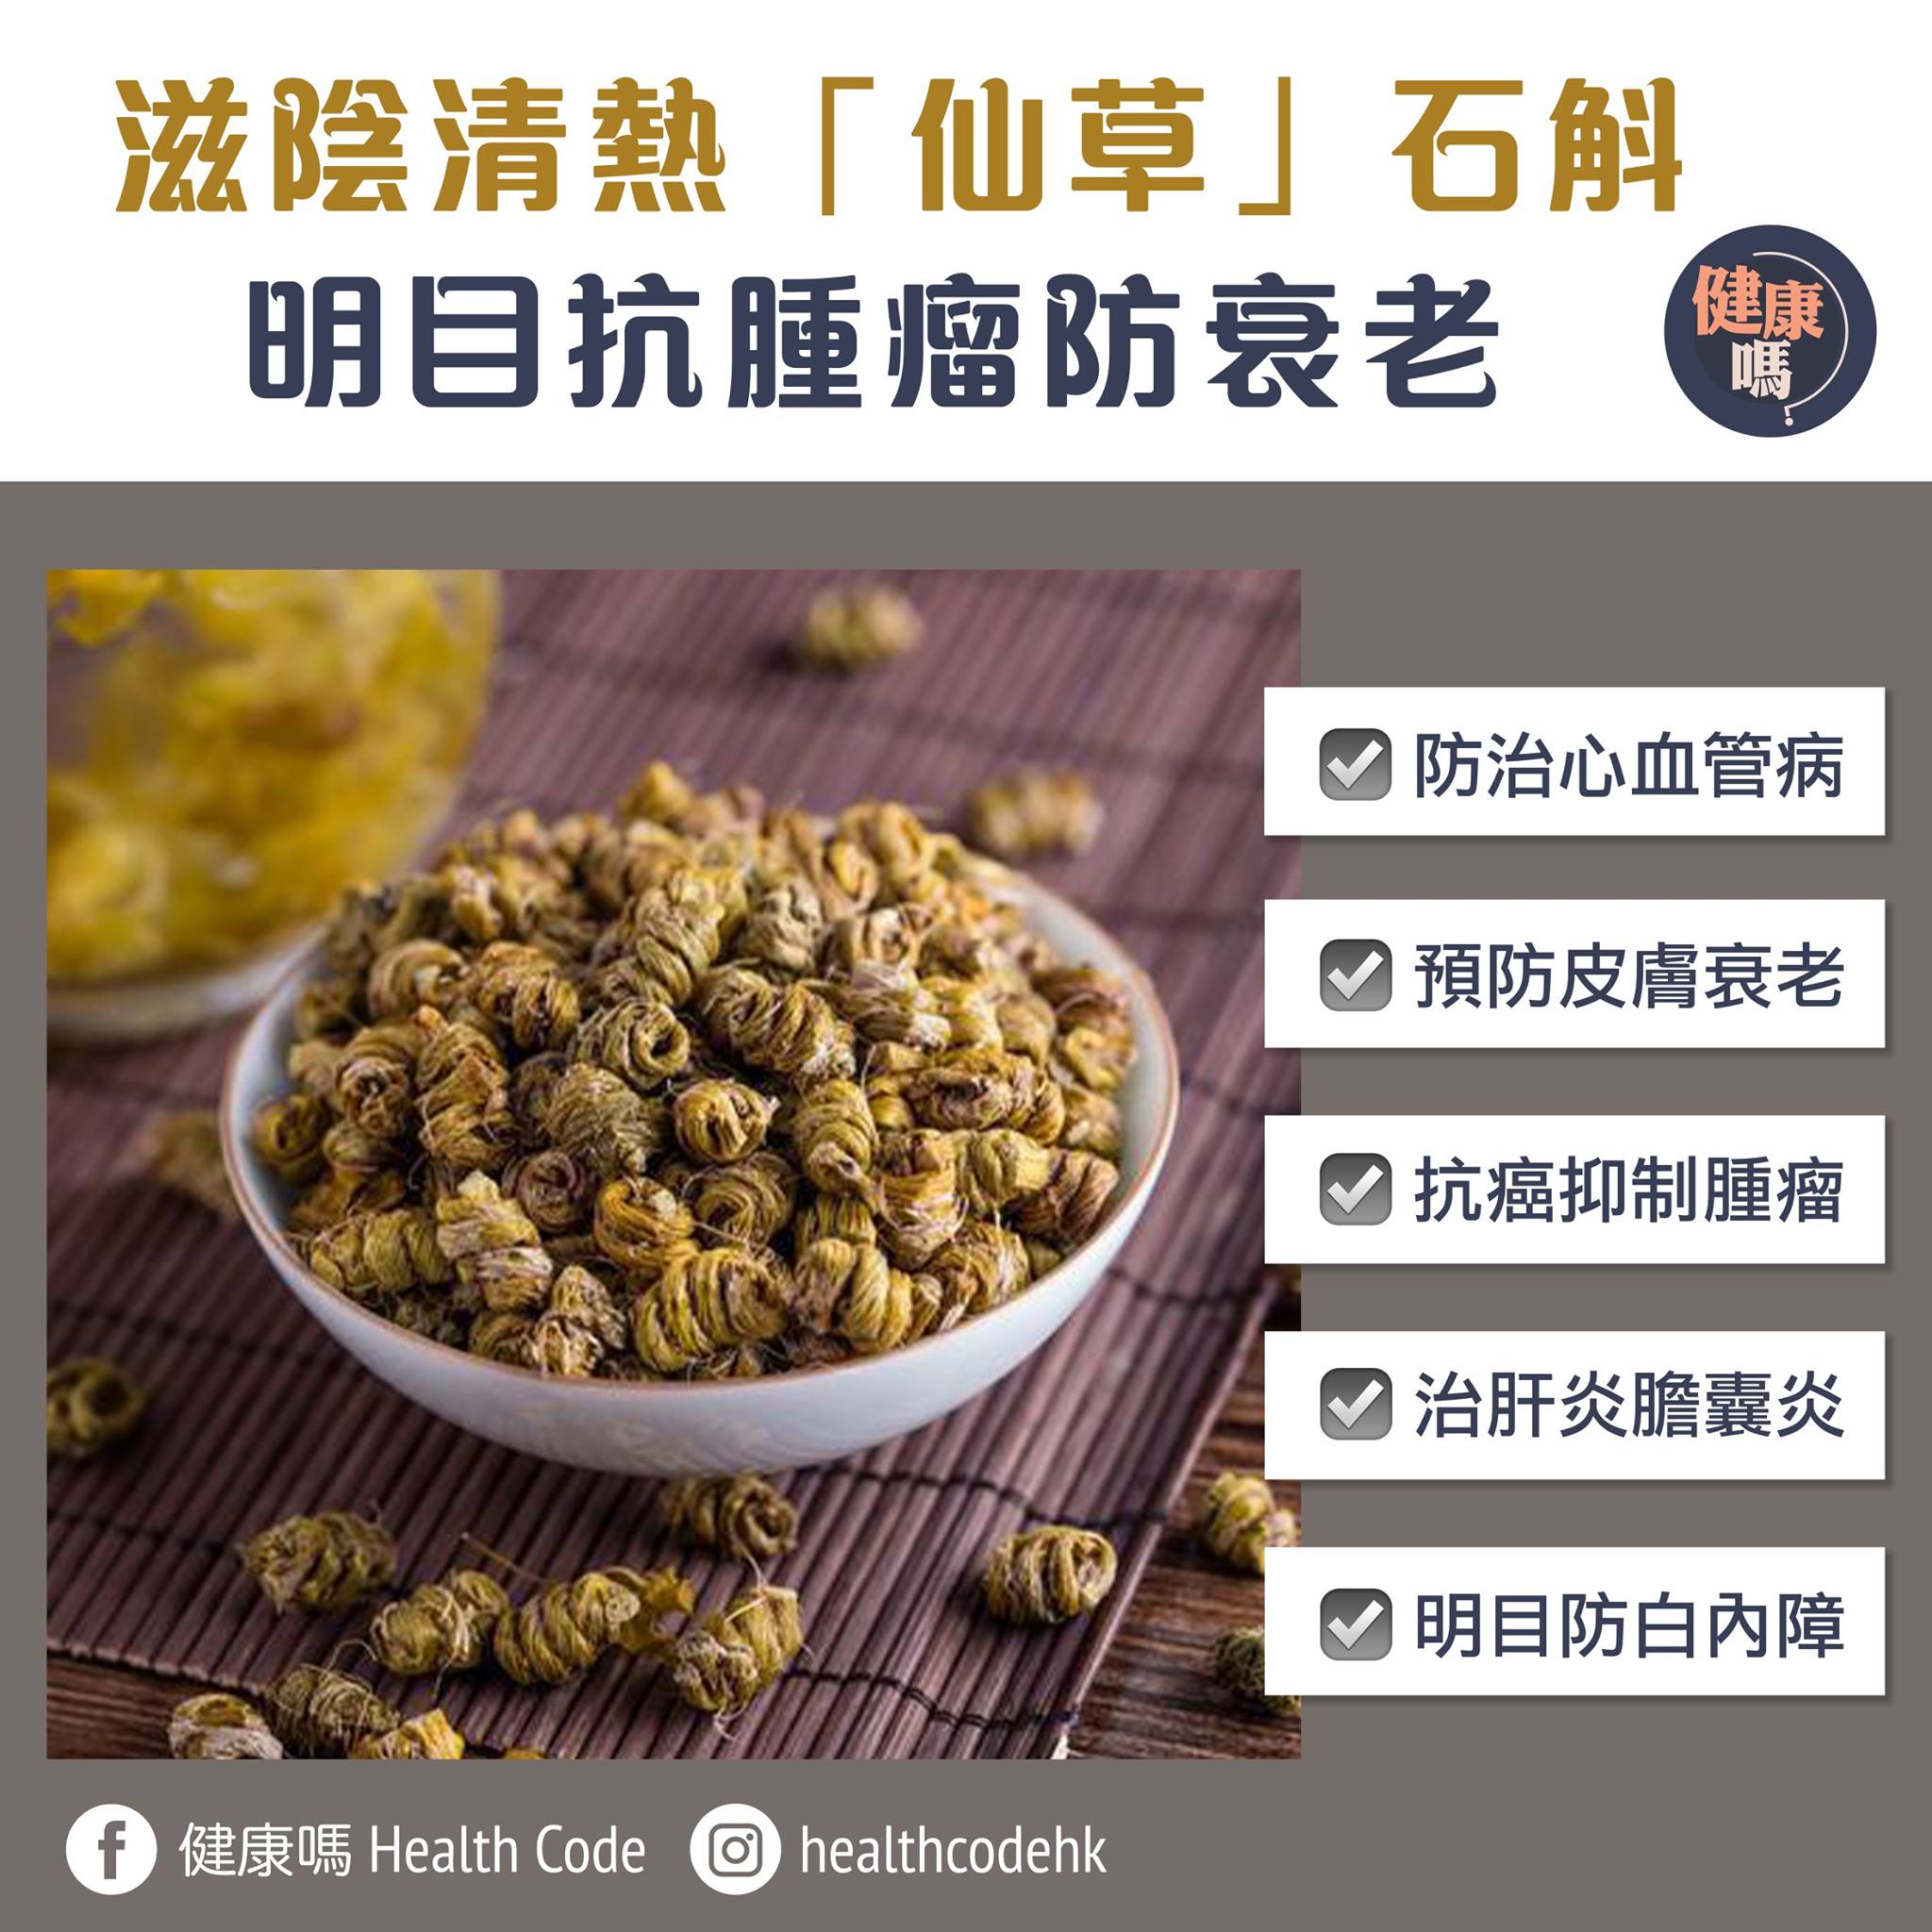 滋陰清熱「仙草」石斛
明目抗腫瘤防衰老
健康
嗎
防治心血管病
預防皮膚衰老
抗癌抑制腫瘤
治肝炎膽囊炎
明目防白內障
健康嗎 Health Code
healthcodehk